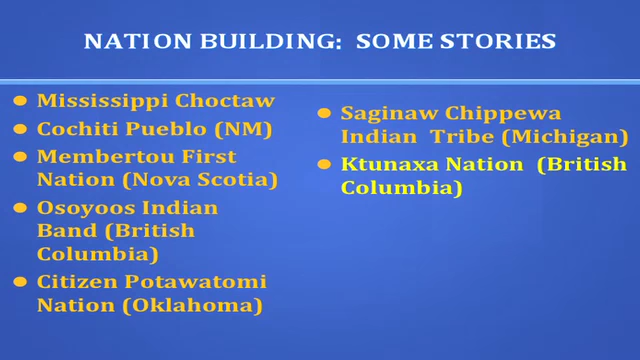 NATION BUILDING: SOME STORIES
Mississippi Choctaw
Cochiti Pueblo (NM)
Membertou First
Nation (Nova Scotia)
Osoyoos Indian
Band (British
Columbia)
Citizen Potawatomi
Nation (Oklahoma)
Saginaw Chippewa
Indian Tribe (Michigan)
Ktunaxa Nation (British
Columbia)